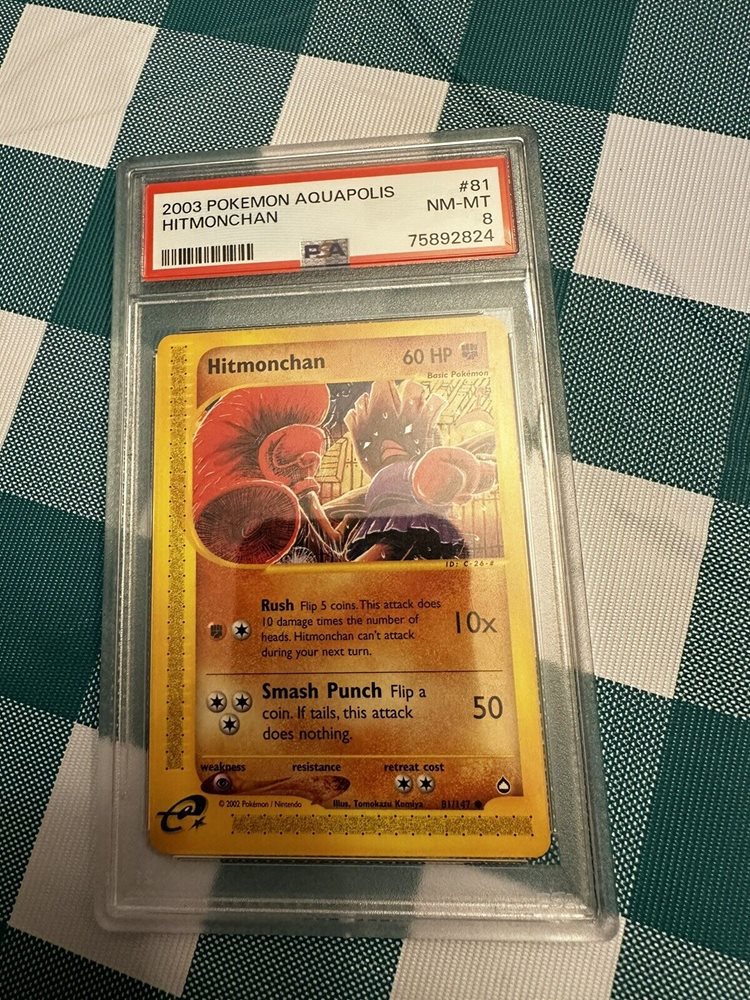 2003 POKEMON AQUAPOLIS #81
HITMONCHAN NM-MT
8
PSA 75892824
Hitmonchan 60 HP
Basic Pokémon
ID: C-26-#
Rush Flip 5 coins. This attack does
10 damage times the number of
heads. Hitmonchan can't attack
during your next turn.
10x
Smash Punch Flip a
coin. If tails, this attack
does nothing.
50
weakness resistance retreat cost
© 2002 Pokémon / Nintendo Illus. Tomokazu Komiya 81/147
e